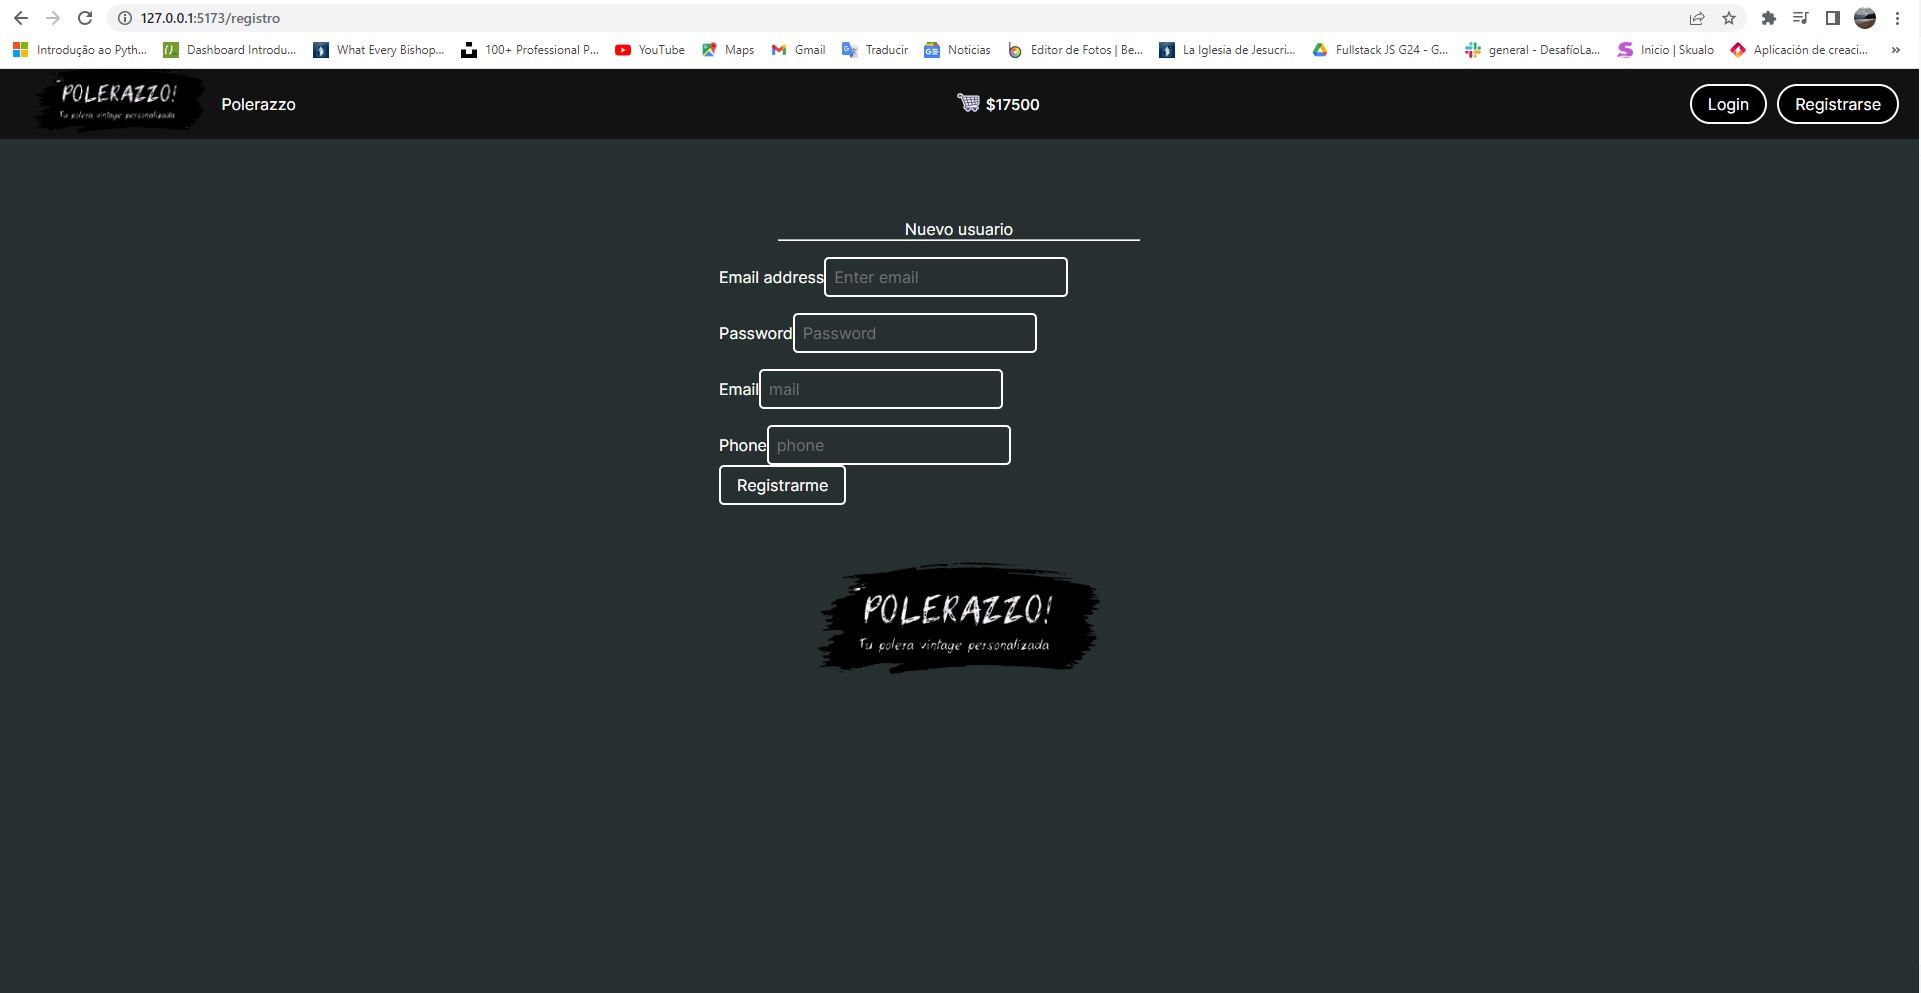 127.0.0.1:5173/registro
Introdução ao Pyth... Dashboard Introdu... What Every Bishop... 100+ Professional P... YouTube Maps Gmail Traducir Noticias Editor de Fotos | Be... La Iglesia de Jesucri... Fullstack JS G24 - G... general - DesafíoLa... Inicio | Skualo Aplicación de creaci... »
POLERAZZO!
Tu polera vintage personalizada
Polerazzo
$17500
Login
Registrarse
Nuevo usuario
Email address Enter email
Password Password
Email mail
Phone phone
Registrarme
POLERAZZO!
Tu polera vintage personalizada